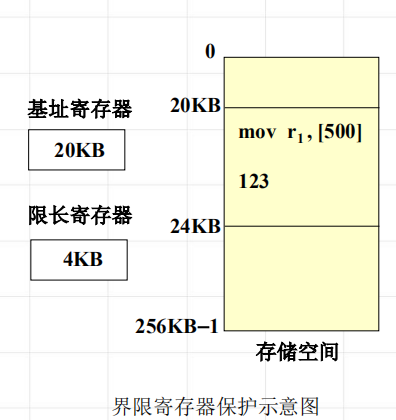 0
基址寄存器
20KB
20KB
mov r₁, [500]
123
限长寄存器
24KB
4KB
256KB−1
存储空间
界限寄存器保护示意图